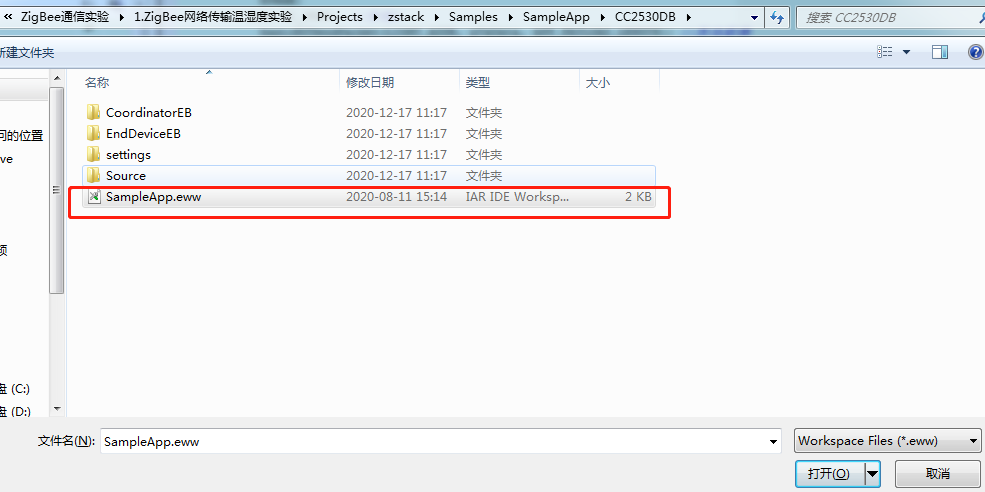 « ZigBee通信实验 ▸ 1.ZigBee网络传输温湿度实验 ▸ Projects ▸ zstack ▸ Samples ▸ SampleApp ▸ CC2530DB ▸ 搜索 CC2530DB
新建文件夹
名称 修改日期 类型 大小
CoordinatorEB 2020-12-17 11:17 文件夹
EndDeviceEB 2020-12-17 11:17 文件夹
问的位置
settings 2020-12-17 11:17 文件夹
ve
Source 2020-12-17 11:17 文件夹
SampleApp.eww 2020-08-11 15:14 IAR IDE Worksp... 2 KB
频
盘 (C:)
盘 (D:)
文件名(N): SampleApp.eww Workspace Files (*.eww)
打开(O) 取消